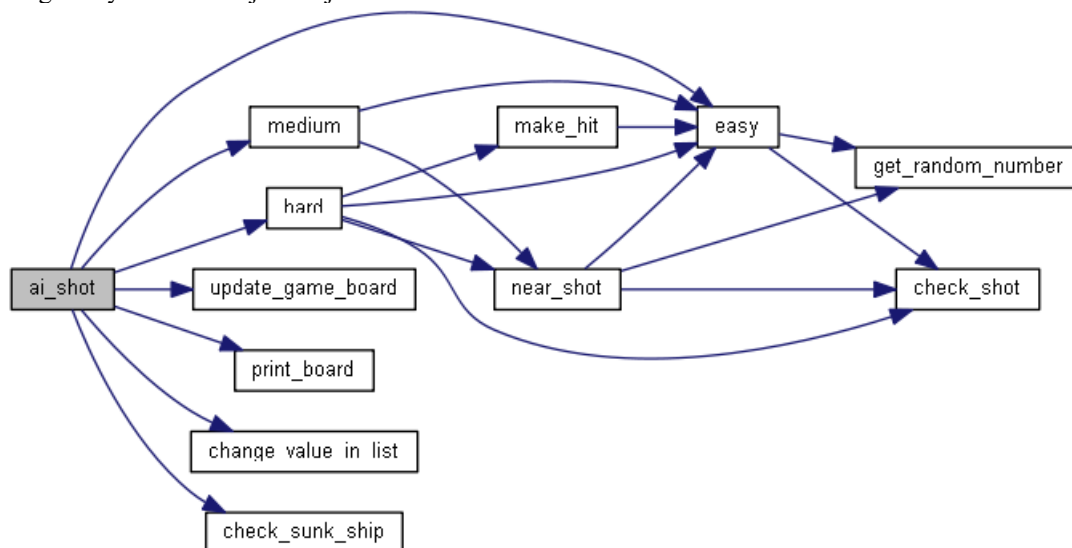 medium
make_hit
easy
get_random_number
hard
ai_shot
update_game_board
near_shot
check_shot
print_board
change_value_in_list
check_sunk_ship